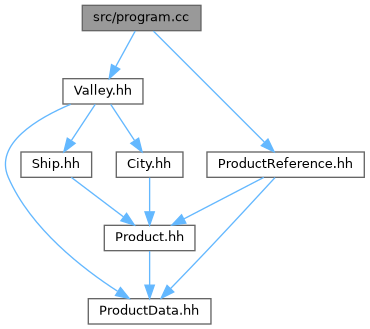 src/program.cc
Valley.hh
Ship.hh
City.hh
ProductReference.hh
Product.hh
ProductData.hh